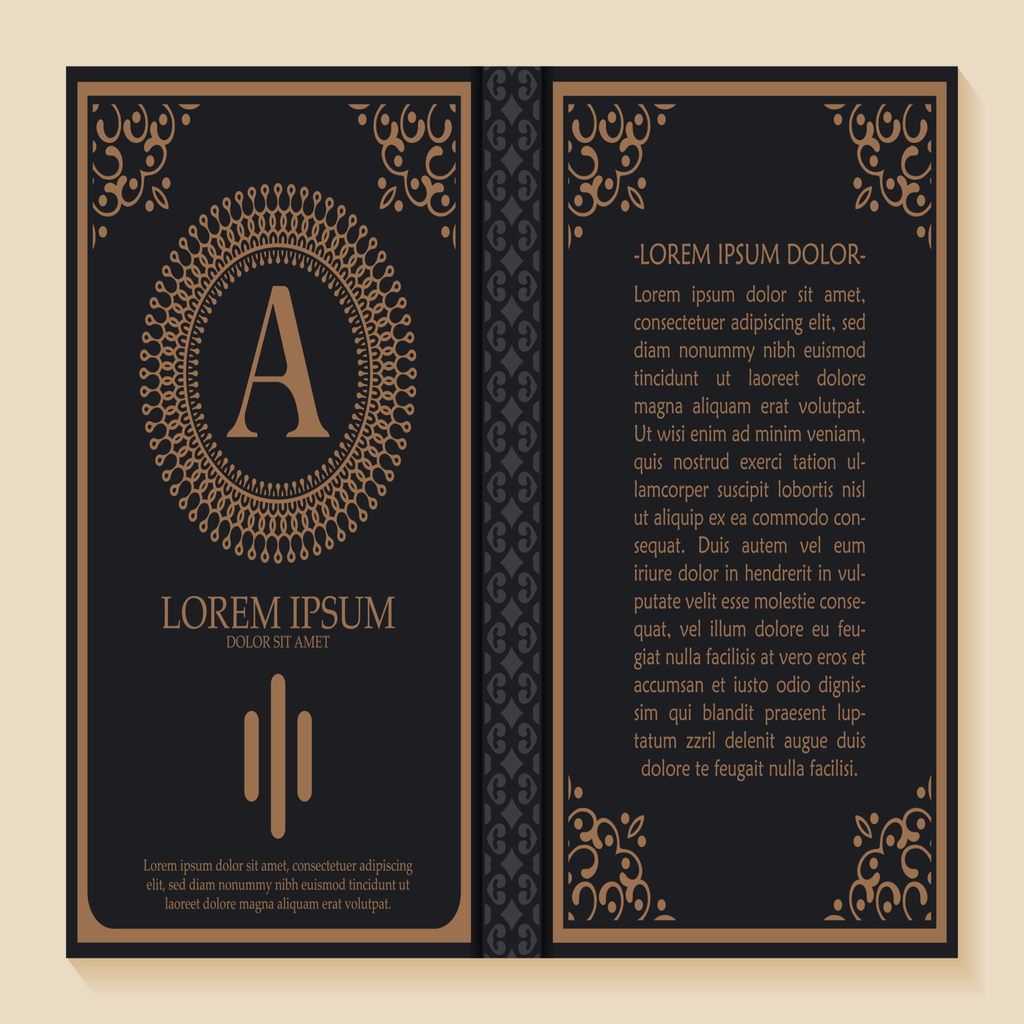 A
LOREM IPSUM
DOLOR SIT AMET
Lorem ipsum dolor sit amet, consectetuer adipiscing
elit, sed diam nonummy nibh euismod tincidunt ut
laoreet dolore magna aliquam erat volutpat.
-LOREM IPSUM DOLOR-
Lorem ipsum dolor sit amet,
consectetuer adipiscing elit, sed
diam nonummy nibh euismod
tincidunt ut laoreet dolore
magna aliquam erat volutpat.
Ut wisi enim ad minim veniam,
quis nostrud exerci tation ul-
lamcorper suscipit lobortis nisl
ut aliquip ex ea commodo con-
sequat. Duis autem vel eum
iriure dolor in hendrerit in vul-
putate velit esse molestie conse-
quat, vel illum dolore eu feu-
giat nulla facilisis at vero eros et
accumsan et iusto odio dignis-
sim qui blandit praesent lup-
tatum zzril delenit augue duis
dolore te feugait nulla facilisi.